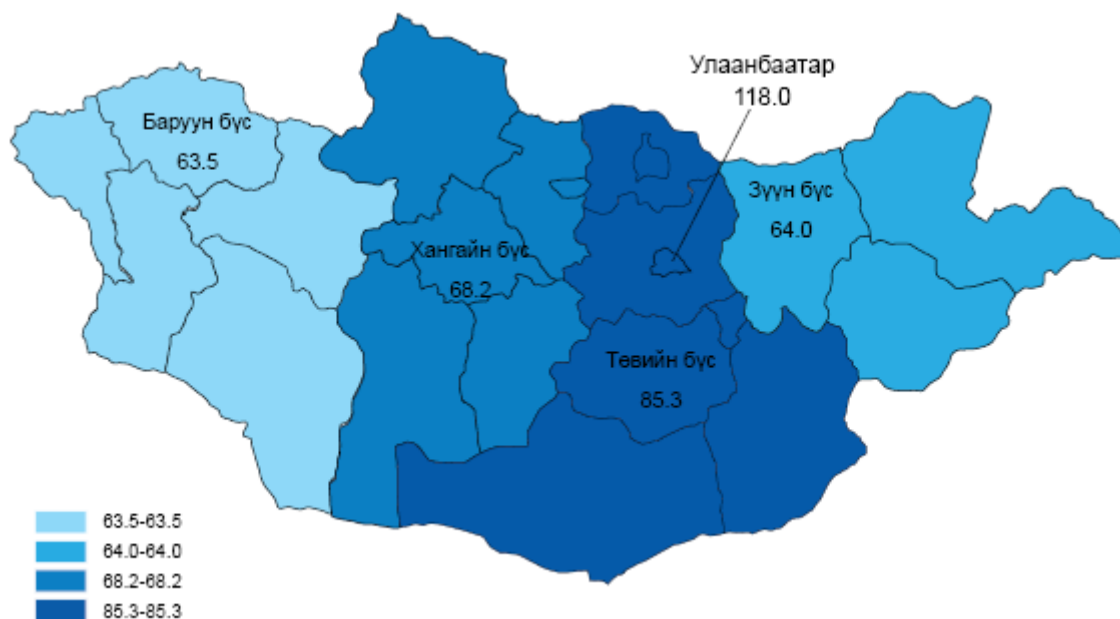 Улаанбаатар
118.0
Баруун бүс
63.5
Зүүн бүс
64.0
Хангайн бүс
68.2
Төвийн бүс
85.3
63.5-63.5
64.0-64.0
68.2-68.2
85.3-85.3